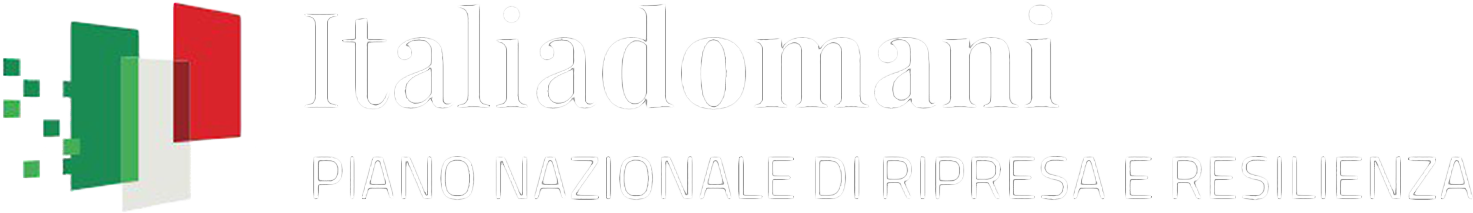 Italiadomani
PIANO NAZIONALE DI RIPRESA E RESILIENZA